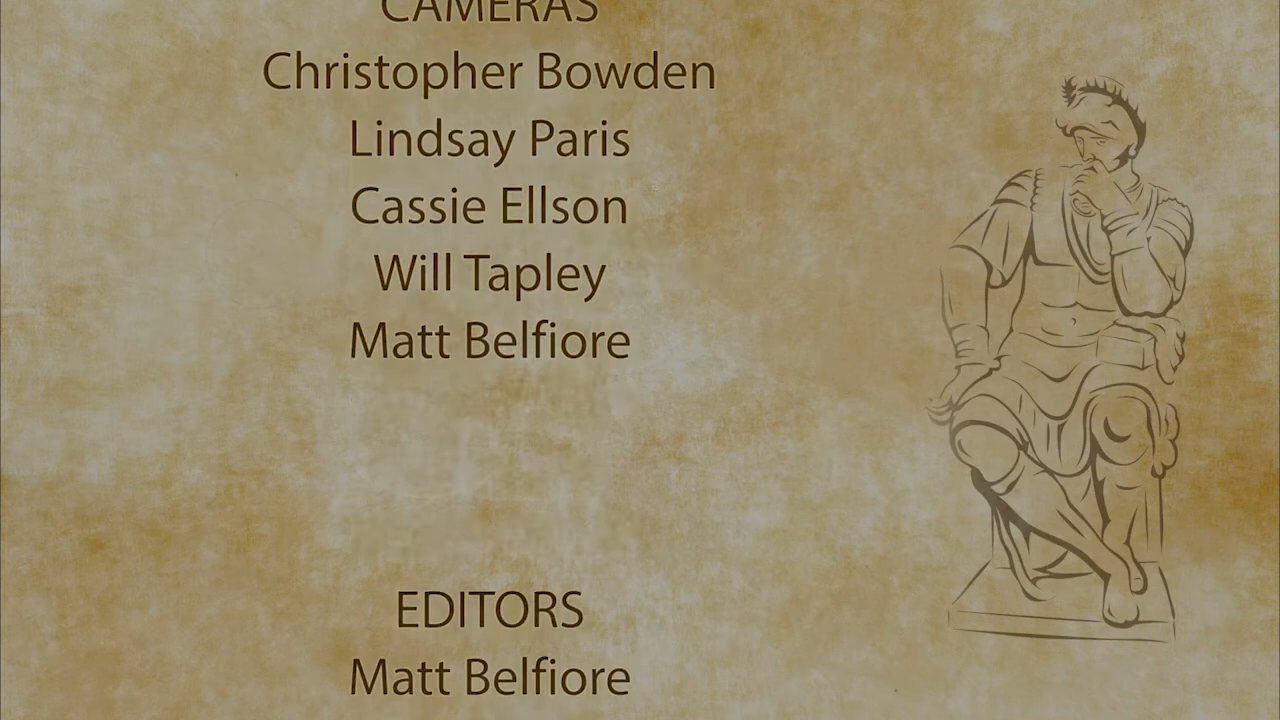 CAMERAS
Christopher Bowden
Lindsay Paris
Cassie Ellson
Will Tapley
Matt Belfiore
EDITORS
Matt Belfiore